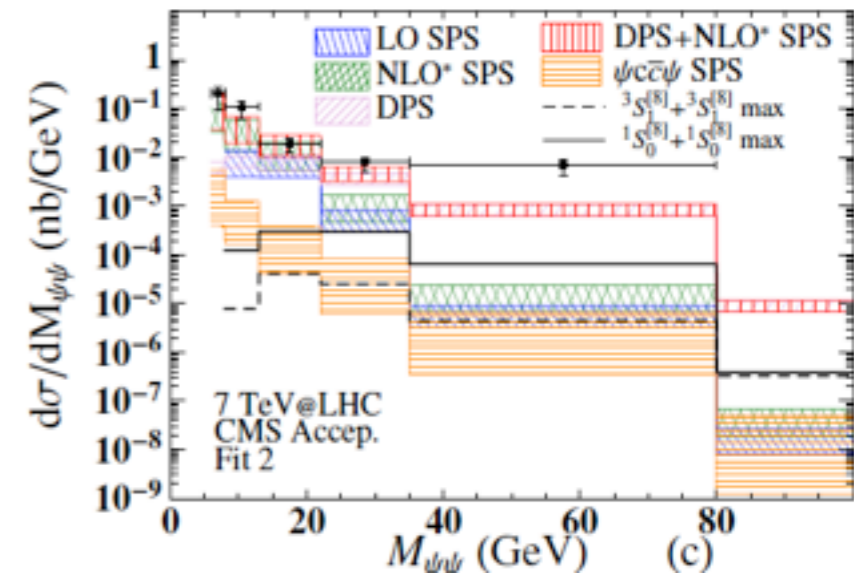 LO SPS
NLO* SPS
DPS
DPS+NLO* SPS
ψcc̅ψ SPS
³S₁^[8]+³S₁^[8] max
¹S₀^[8]+¹S₀^[8] max
dσ/dM_ψψ (nb/GeV)
1
10⁻¹
10⁻²
10⁻³
10⁻⁴
10⁻⁵
10⁻⁶
10⁻⁷
10⁻⁸
10⁻⁹
7 TeV@LHC
CMS Accep.
Fit 2
0 20 40 60 80
M_ψψ (GeV) (c)